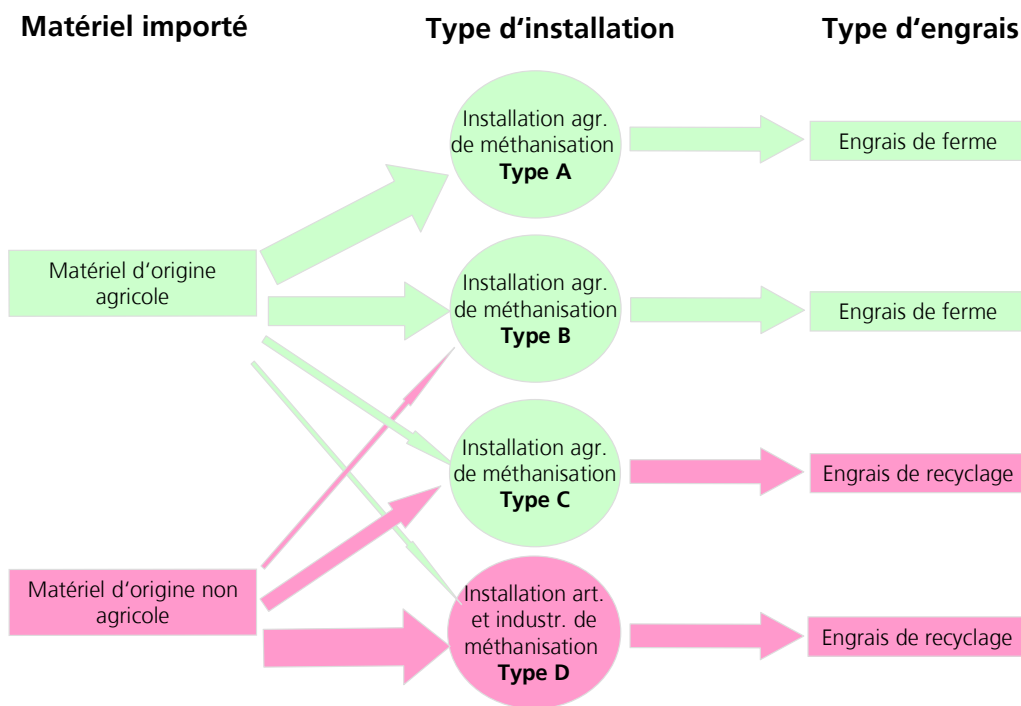 Matériel importé
Type d‘installation
Type d‘engrais
Installation agr.
de méthanisation
Type A
Engrais de ferme
Matériel d‘origine
agricole
Installation agr.
de méthanisation
Type B
Engrais de ferme
Installation agr.
de méthanisation
Type C
Engrais de recyclage
Matériel d‘origine non
agricole
Installation art.
et industr. de
méthanisation
Type D
Engrais de recyclage